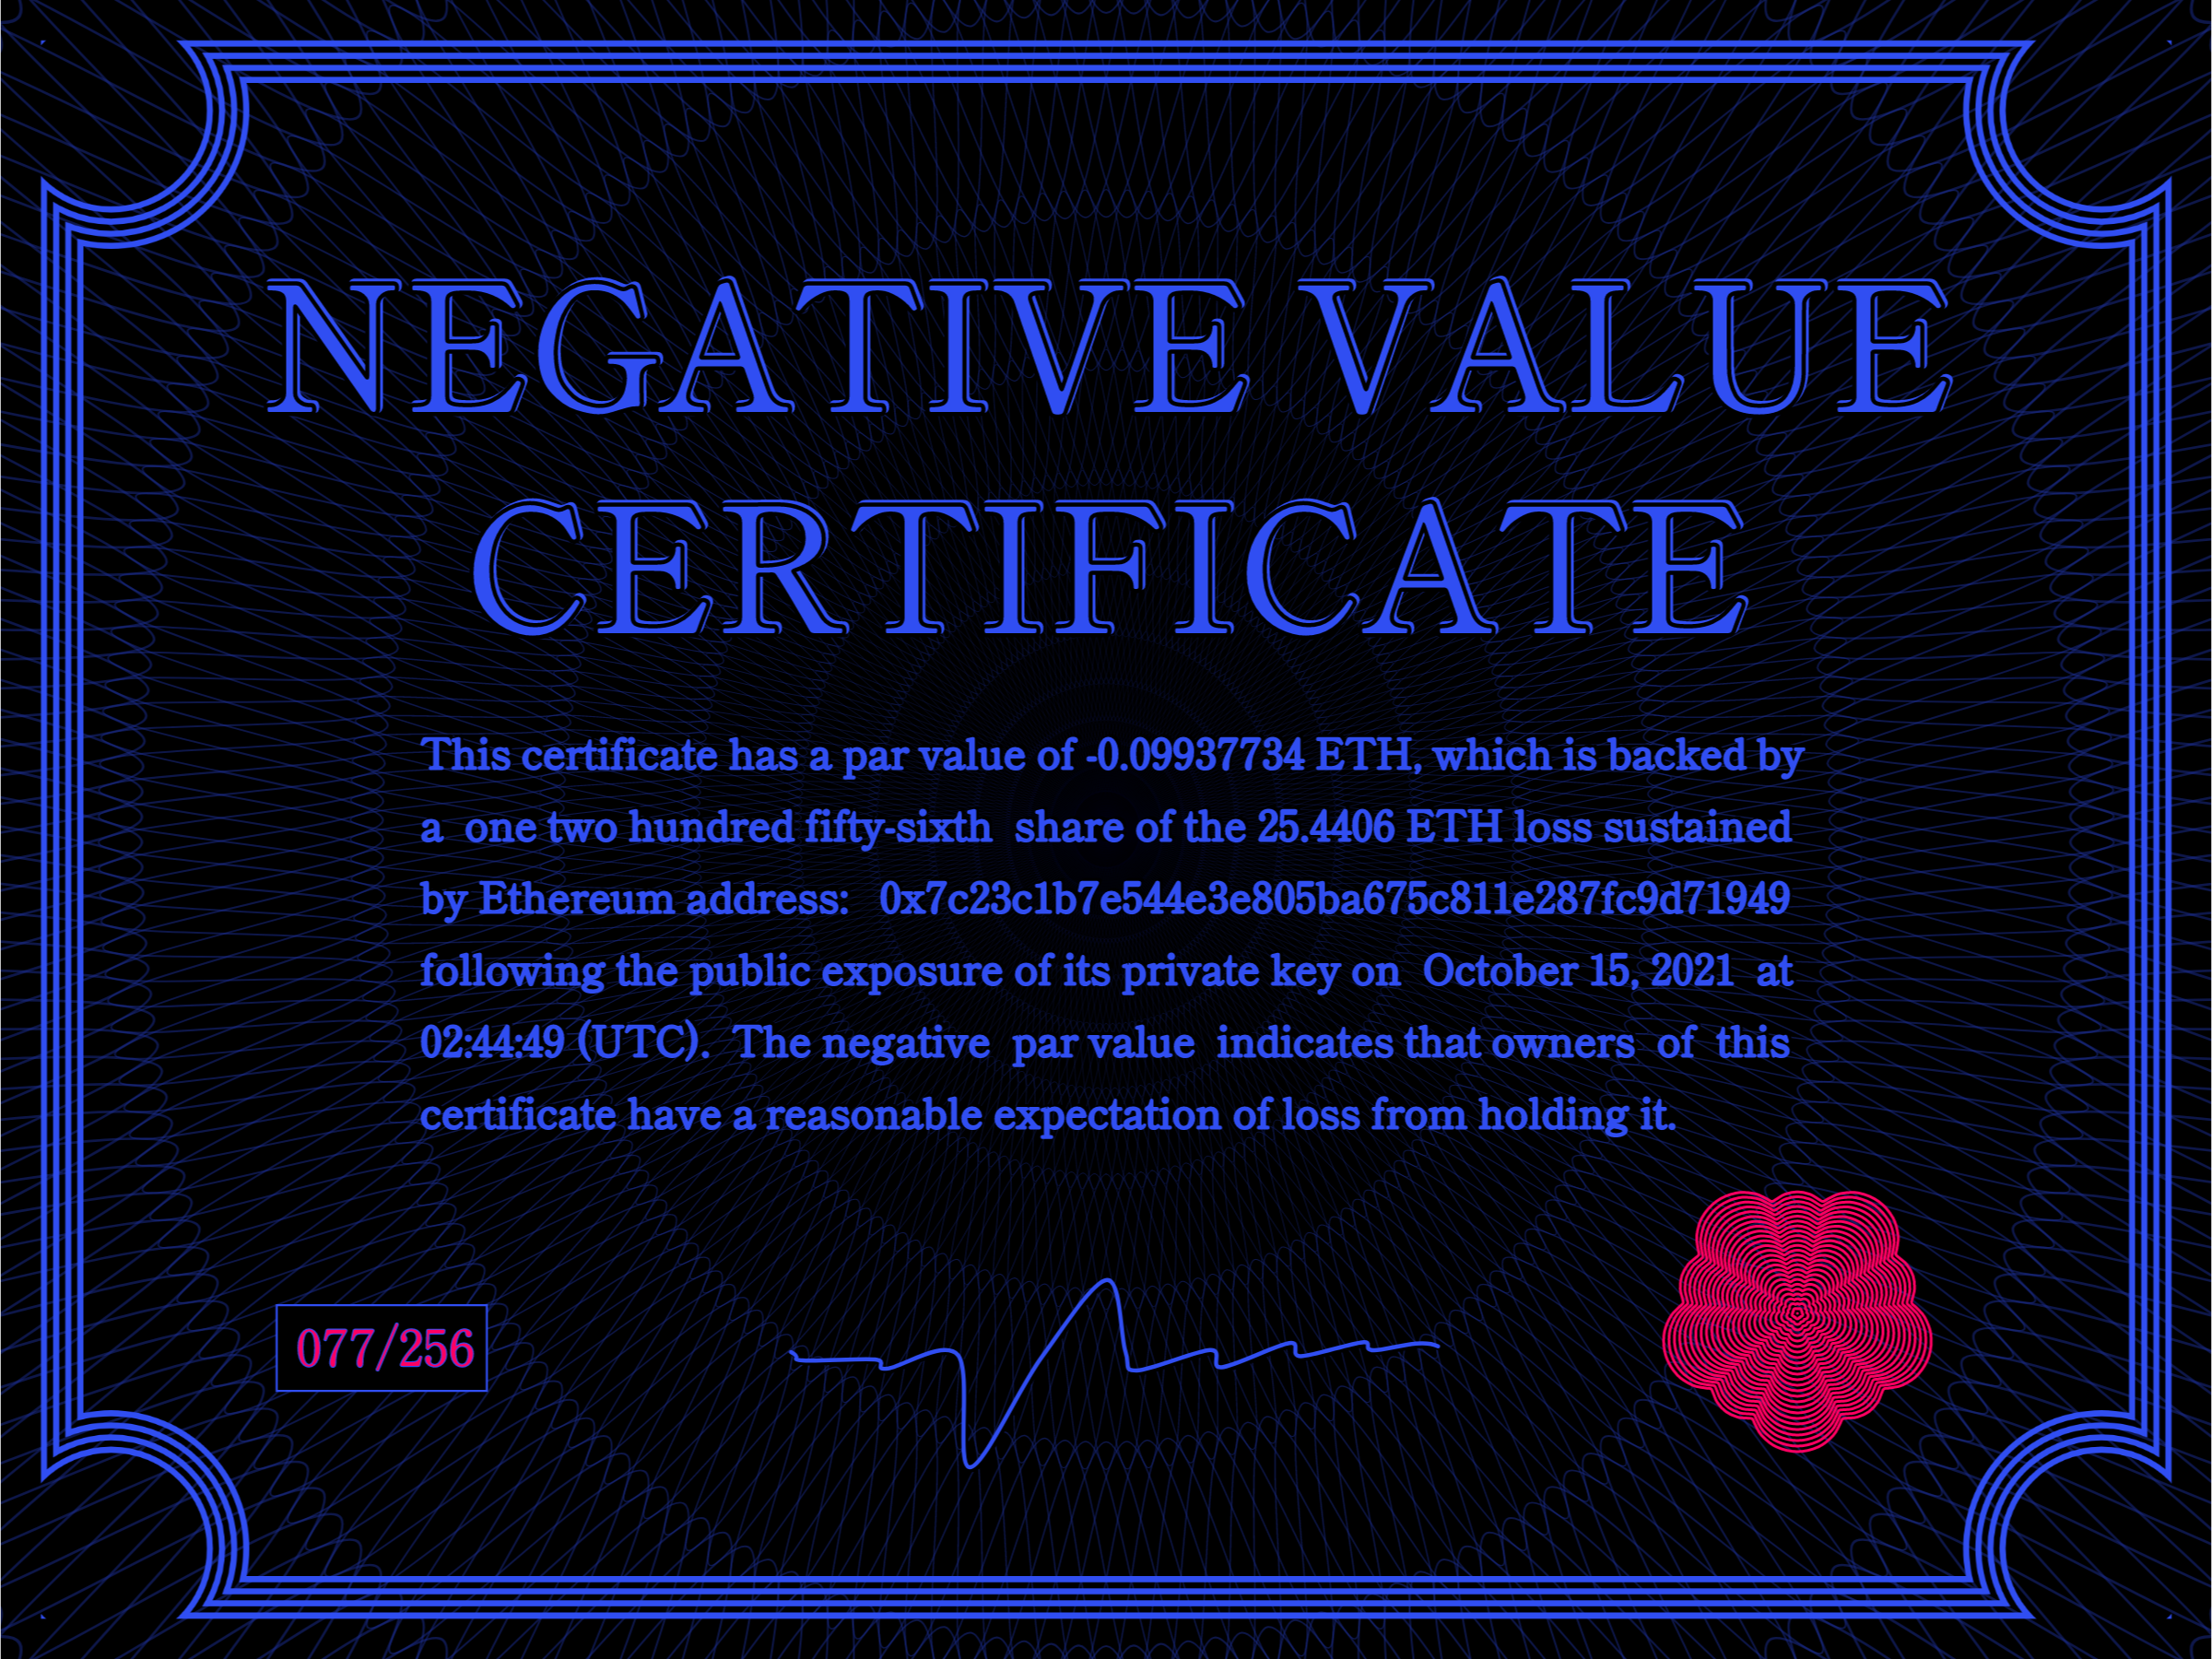 NEGATIVE VALUE
CERTIFICATE
This certificate has a par value of -0.09937734 ETH, which is backed by
a one two hundred fifty-sixth share of the 25.4406 ETH loss sustained
by Ethereum address: 0x7c23c1b7e544e3e805ba675c811e287fc9d71949
following the public exposure of its private key on October 15, 2021 at
02:44:49 (UTC). The negative par value indicates that owners of this
certificate have a reasonable expectation of loss from holding it.
077/256